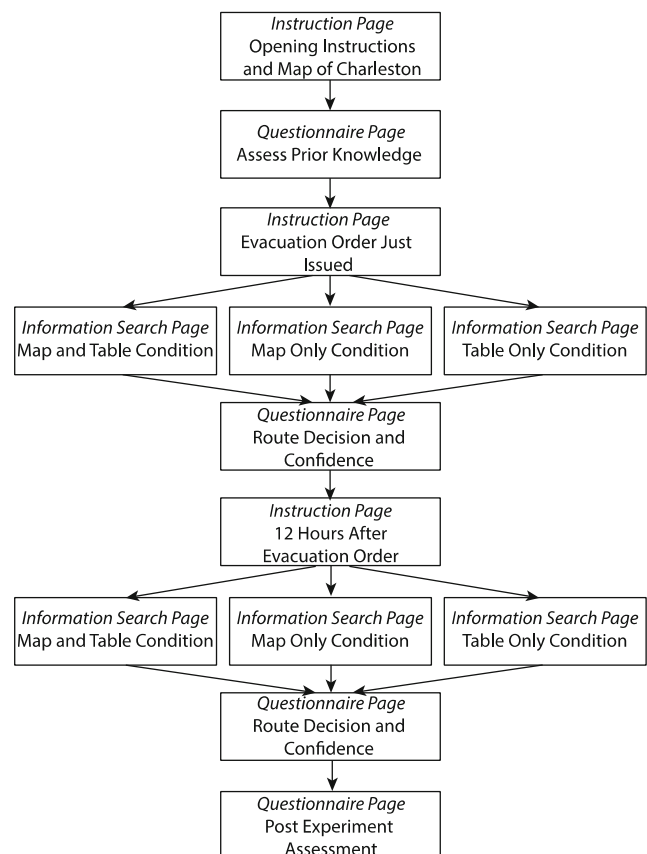 Instruction Page
Opening Instructions
and Map of Charleston
Questionnaire Page
Assess Prior Knowledge
Instruction Page
Evacuation Order Just
Issued
Information Search Page
Map and Table Condition
Information Search Page
Map Only Condition
Information Search Page
Table Only Condition
Questionnaire Page
Route Decision and
Confidence
Instruction Page
12 Hours After
Evacuation Order
Information Search Page
Map and Table Condition
Information Search Page
Map Only Condition
Information Search Page
Table Only Condition
Questionnaire Page
Route Decision and
Confidence
Questionnaire Page
Post Experiment
Assessment